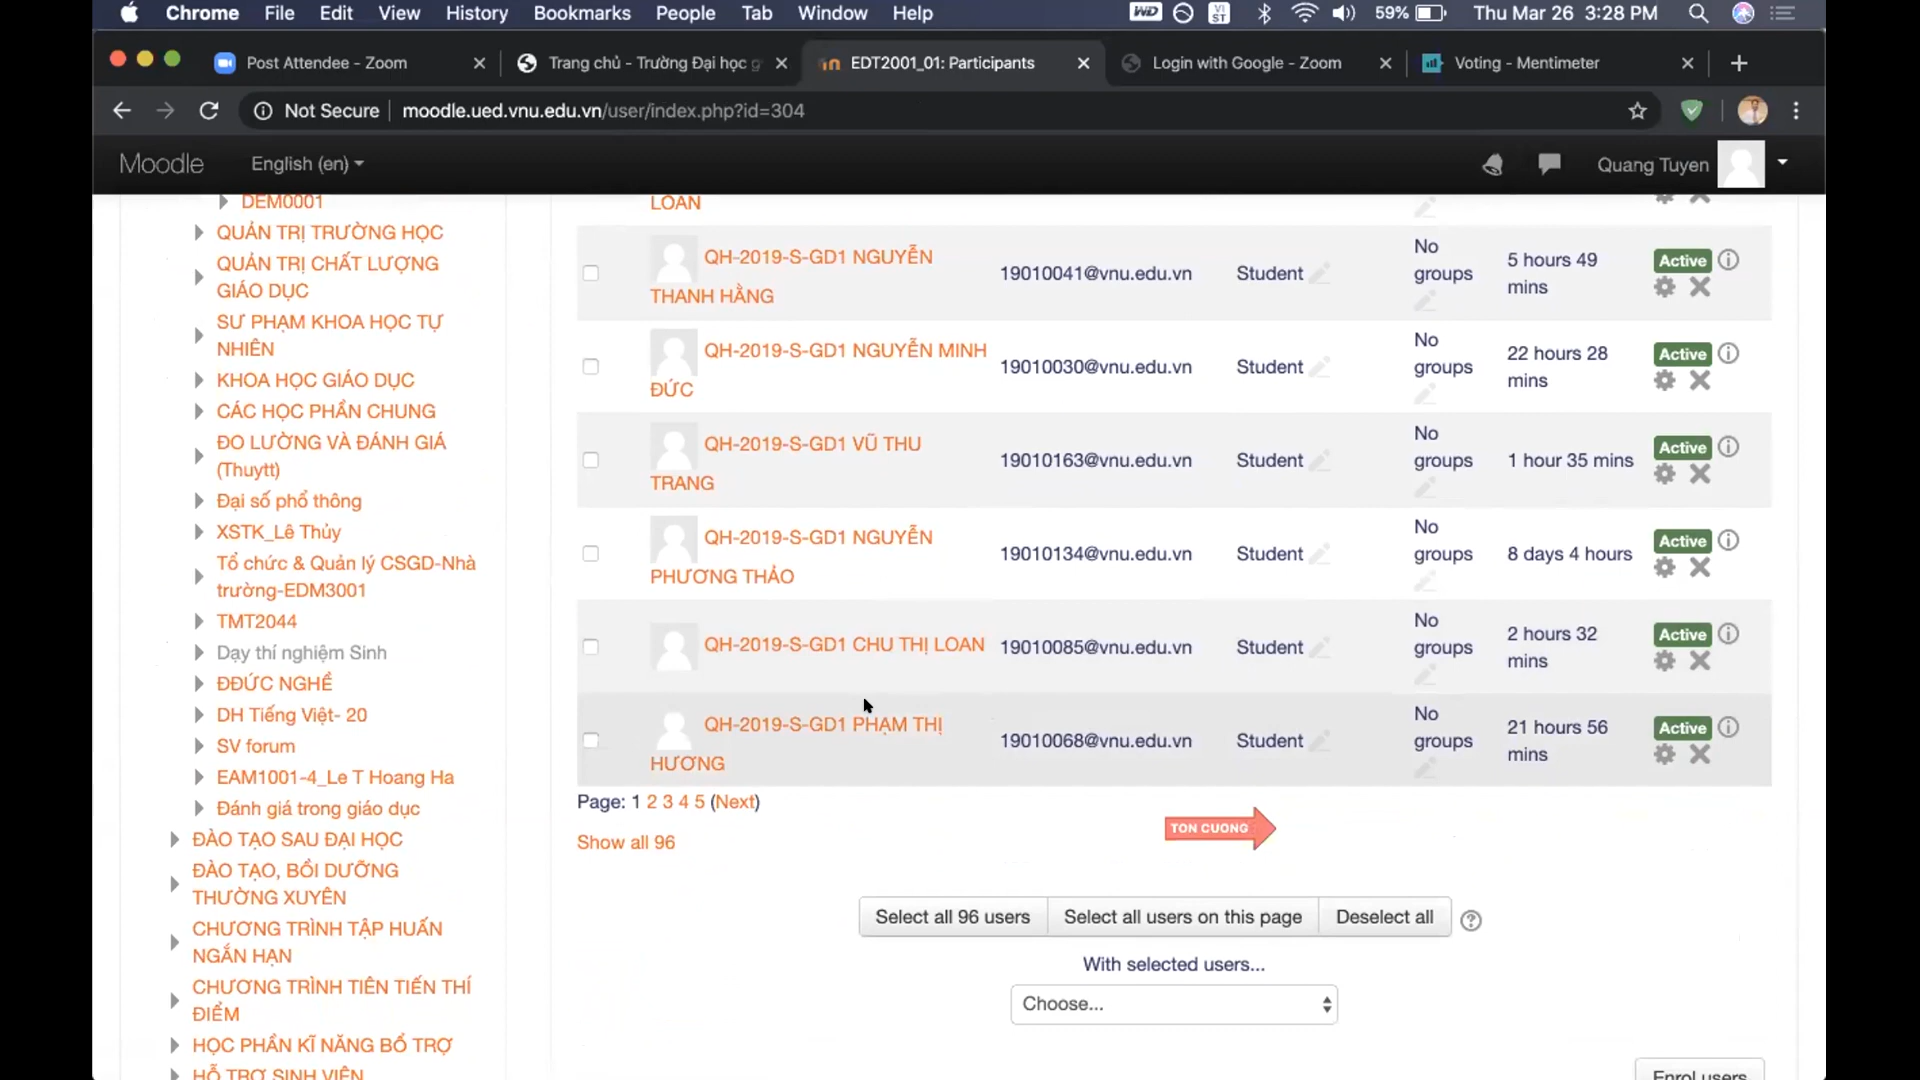 Chrome File Edit View History Bookmarks People Tab Window Help WD VI ST 59% Thu Mar 26 3:28 PM
Post Attendee - Zoom Trang chủ - Trường Đại học g EDT2001_01: Participants Login with Google - Zoom Voting - Mentimeter
Not Secure moodle.ued.vnu.edu.vn/user/index.php?id=304
Moodle English (en) Quang Tuyen
DEM0001
QUẢN TRỊ TRƯỜNG HỌC
QUẢN TRỊ CHẤT LƯỢNG
GIÁO DỤC
SƯ PHẠM KHOA HỌC TỰ
NHIÊN
KHOA HỌC GIÁO DỤC
CÁC HỌC PHẦN CHUNG
ĐO LƯỜNG VÀ ĐÁNH GIÁ
(Thuytt)
Đại số phổ thông
XSTK_Lê Thủy
Tổ chức & Quản lý CSGD-Nhà
trường-EDM3001
TMT2044
Dạy thí nghiệm Sinh
ĐĐỨC NGHỀ
DH Tiếng Việt- 20
SV forum
EAM1001-4_Le T Hoang Ha
Đánh giá trong giáo dục
ĐÀO TẠO SAU ĐẠI HỌC
ĐÀO TẠO, BỒI DƯỠNG
THƯỜNG XUYÊN
CHƯƠNG TRÌNH TẬP HUẤN
NGẮN HẠN
CHƯƠNG TRÌNH TIÊN TIẾN THÍ
ĐIỂM
HỌC PHẦN KĨ NĂNG BỔ TRỢ
HỖ TRỢ SINH VIÊN
LOAN
QH-2019-S-GD1 NGUYỄN
THANH HẰNG
19010041@vnu.edu.vn
Student
No
groups
5 hours 49
mins
Active
QH-2019-S-GD1 NGUYỄN MINH
ĐỨC
19010030@vnu.edu.vn
Student
No
groups
22 hours 28
mins
Active
QH-2019-S-GD1 VŨ THU
TRANG
19010163@vnu.edu.vn
Student
No
groups
1 hour 35 mins
Active
QH-2019-S-GD1 NGUYỄN
PHƯƠNG THẢO
19010134@vnu.edu.vn
Student
No
groups
8 days 4 hours
Active
QH-2019-S-GD1 CHU THỊ LOAN
19010085@vnu.edu.vn
Student
No
groups
2 hours 32
mins
Active
QH-2019-S-GD1 PHẠM THỊ
HƯƠNG
19010068@vnu.edu.vn
Student
No
groups
21 hours 56
mins
Active
Page: 1 2 3 4 5 (Next)
TON CUONG
Show all 96
Select all 96 users Select all users on this page Deselect all
With selected users...
Choose...
Enrol users